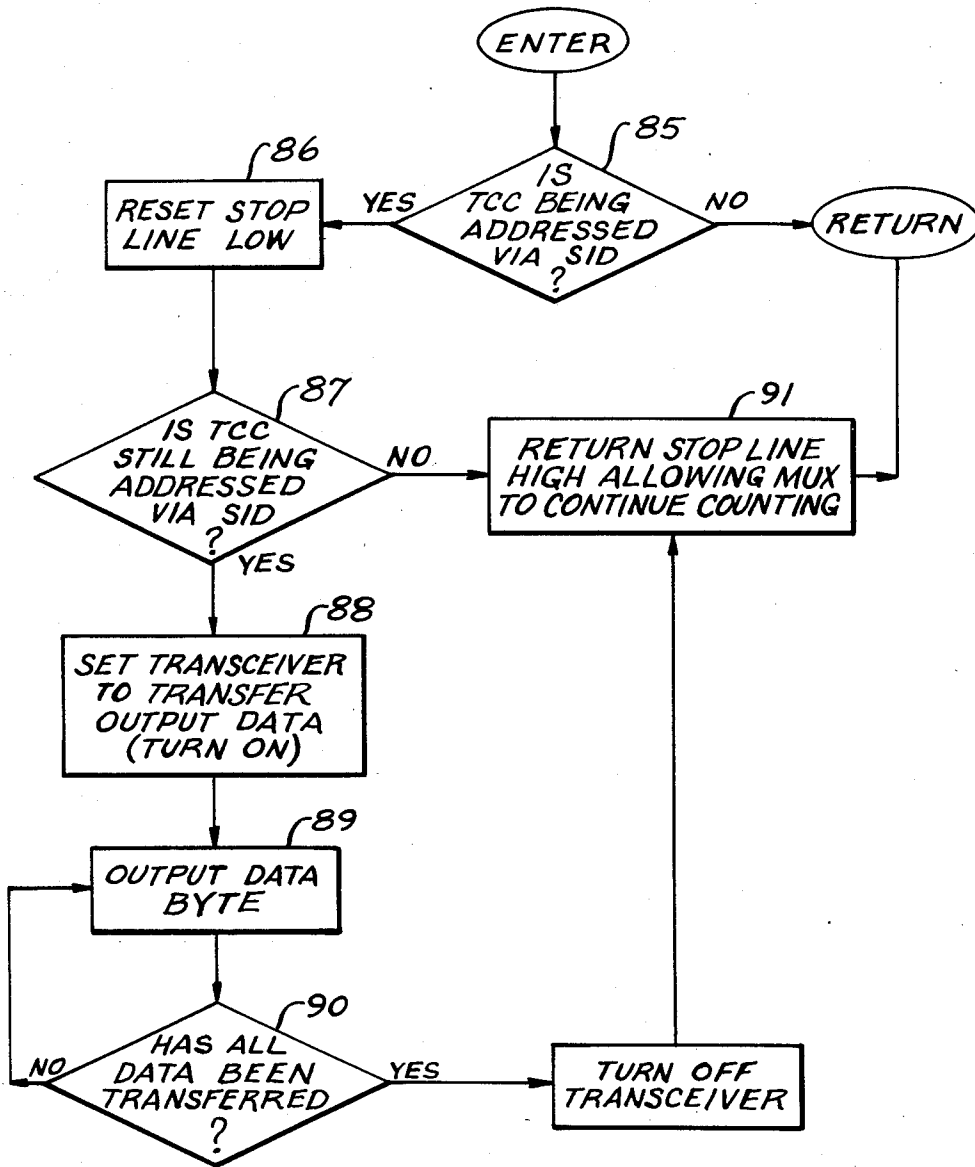 ENTER
85
IS
TCC BEING
ADDRESSED
VIA SID
?
YES
NO
86
RESET STOP
LINE LOW
RETURN
87
IS TCC
STILL BEING
ADDRESSED
VIA SID
?
NO
YES
91
RETURN STOP LINE
HIGH ALLOWING MUX
TO CONTINUE COUNTING
88
SET TRANSCEIVER
TO TRANSFER
OUTPUT DATA
(TURN ON)
89
OUTPUT DATA
BYTE
90
HAS ALL
DATA BEEN
TRANSFERRED
?
NO
YES
TURN OFF
TRANSCEIVER